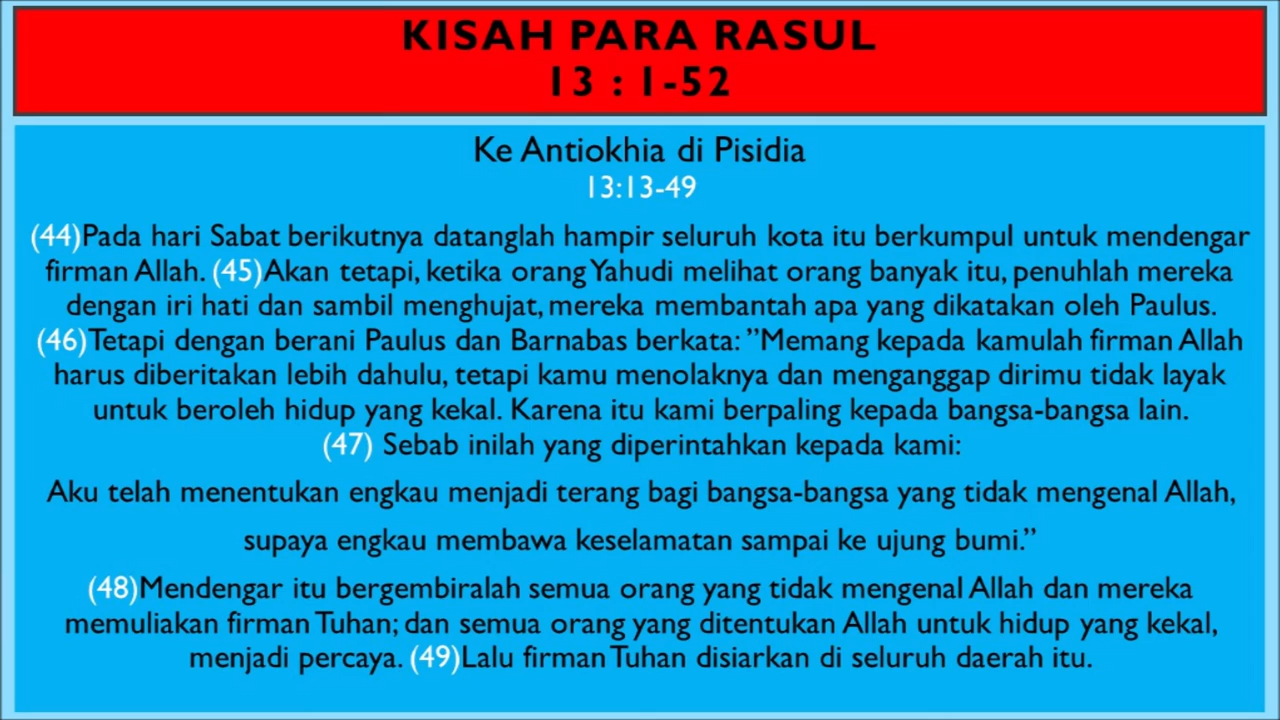 KISAH PARA RASUL
13 : 1-52
Ke Antiokhia di Pisidia
13:13-49
(44)Pada hari Sabat berikutnya datanglah hampir seluruh kota itu berkumpul untuk mendengar
firman Allah. (45)Akan tetapi, ketika orang Yahudi melihat orang banyak itu, penuhlah mereka
dengan iri hati dan sambil menghujat, mereka membantah apa yang dikatakan oleh Paulus.
(46)Tetapi dengan berani Paulus dan Barnabas berkata: ”Memang kepada kamulah firman Allah
harus diberitakan lebih dahulu, tetapi kamu menolaknya dan menganggap dirimu tidak layak
untuk beroleh hidup yang kekal. Karena itu kami berpaling kepada bangsa-bangsa lain.
(47) Sebab inilah yang diperintahkan kepada kami:
Aku telah menentukan engkau menjadi terang bagi bangsa-bangsa yang tidak mengenal Allah,
supaya engkau membawa keselamatan sampai ke ujung bumi.”
(48)Mendengar itu bergembiralah semua orang yang tidak mengenal Allah dan mereka
memuliakan firman Tuhan; dan semua orang yang ditentukan Allah untuk hidup yang kekal,
menjadi percaya. (49)Lalu firman Tuhan disiarkan di seluruh daerah itu.